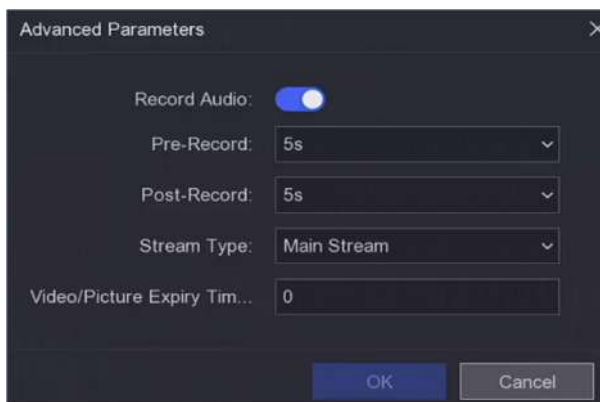 Advanced Parameters
Record Audio:
Pre-Record: 5s
Post-Record: 5s
Stream Type: Main Stream
Video/Picture Expiry Tim... 0
OK Cancel